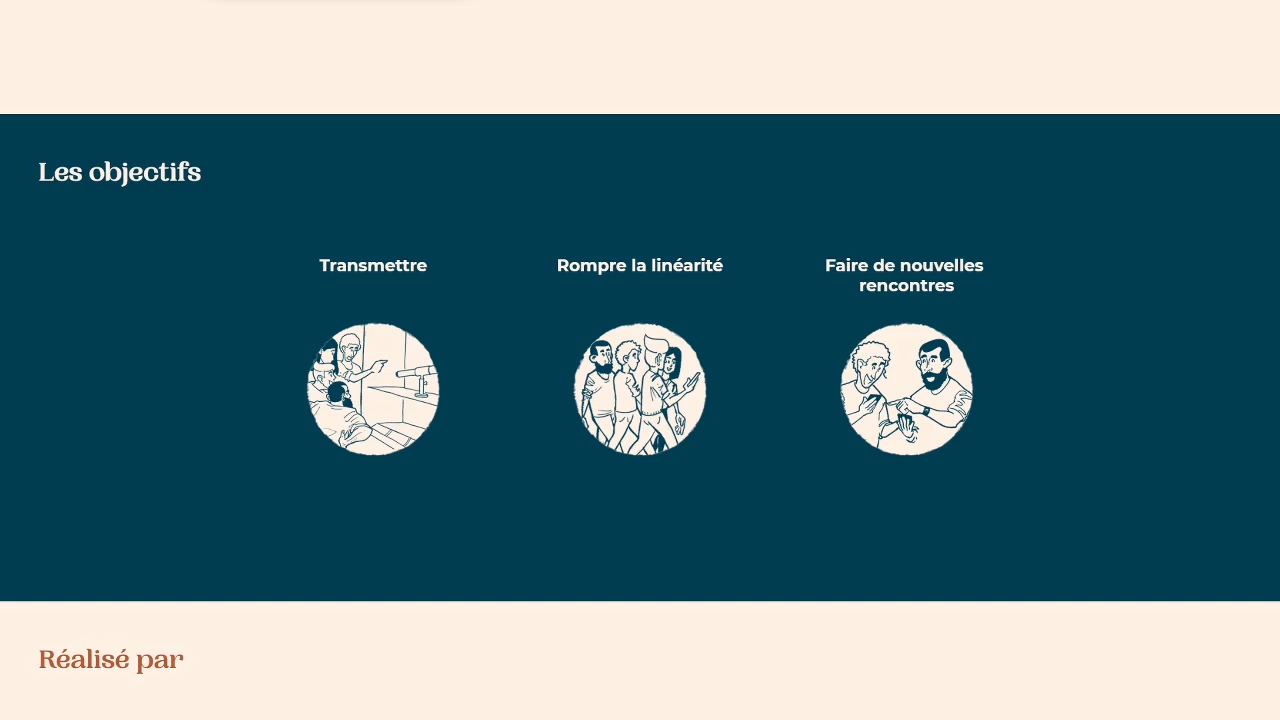 Les objectifs
Transmettre
Rompre la linéarité
Faire de nouvelles
rencontres
Réalisé par